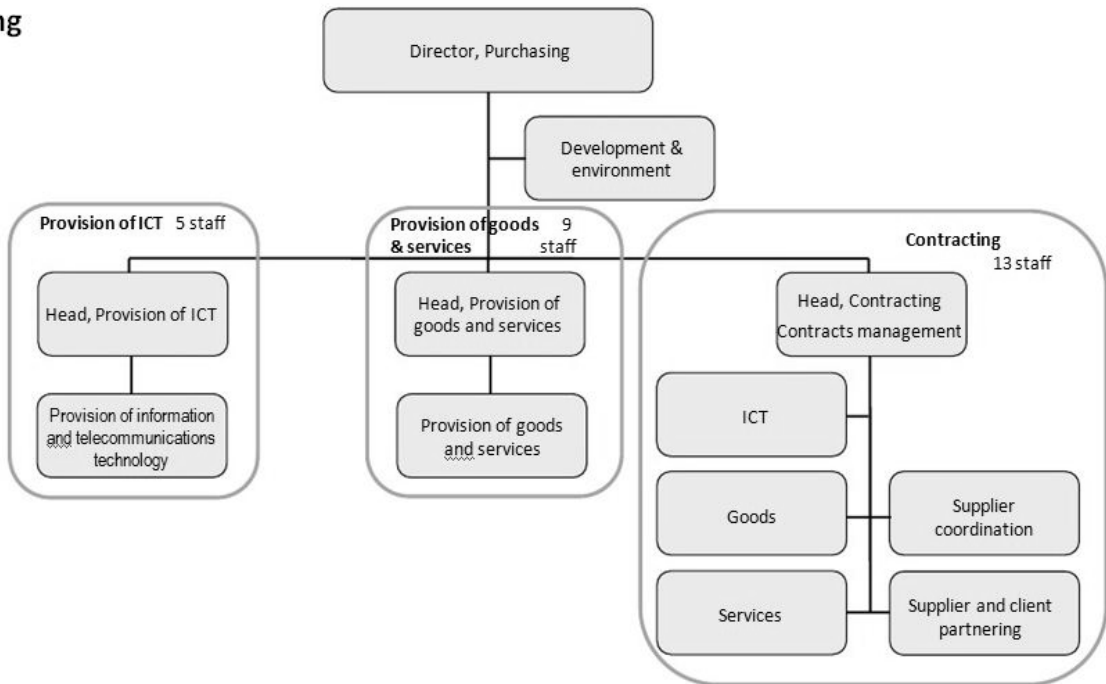 ng
Director, Purchasing
Development &
environment
Provision of ICT 5 staff
Provision of goods 9
& services staff
Contracting
13 staff
Head, Provision of ICT
Head, Provision of
goods and services
Head, Contracting
Contracts management
Provision of information
and telecommunications
technology
Provision of goods
and services
ICT
Goods
Supplier
coordination
Services
Supplier and client
partnering